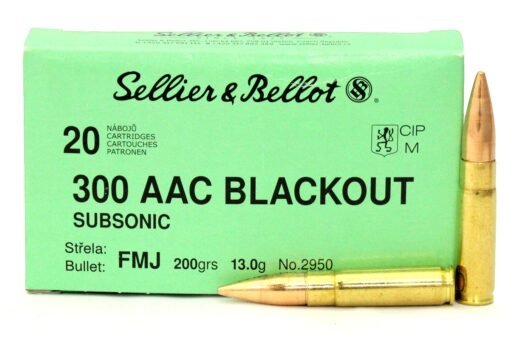 Sellier & Bellot S&B ®
20 NÁBOJŮ
CARTRIDGES
CARTOUCHES
PATRONEN
CIP
M
300 AAC BLACKOUT
SUBSONIC
Střela:
Bullet: FMJ 200grs 13.0g No.2950